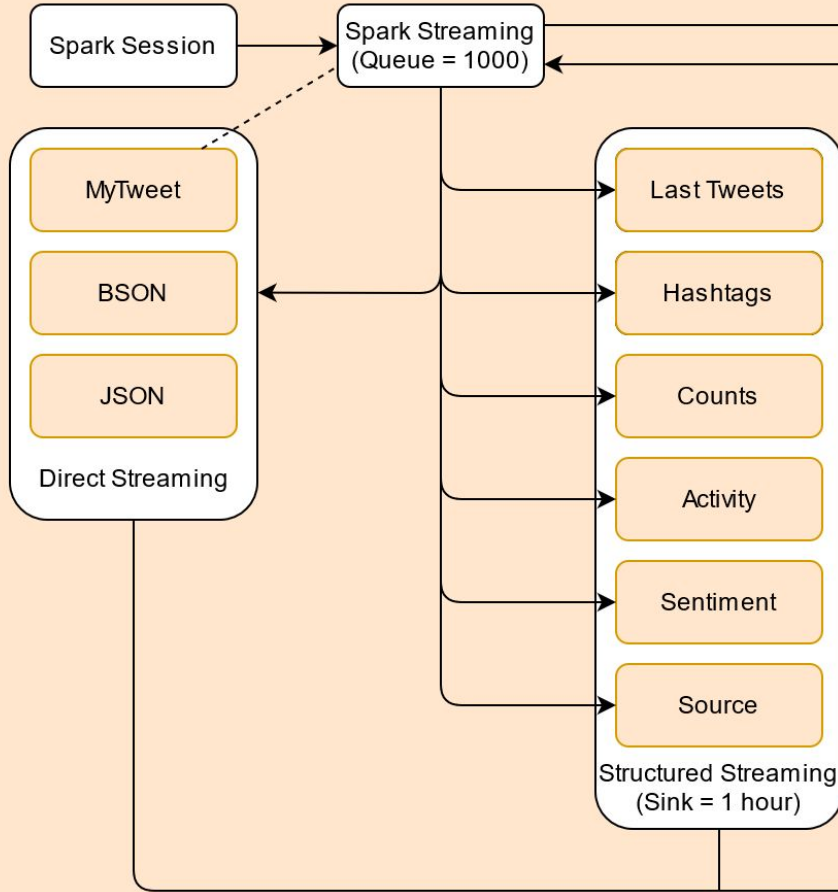 Spark Session
Spark Streaming
(Queue = 1000)
MyTweet
BSON
JSON
Direct Streaming
Last Tweets
Hashtags
Counts
Activity
Sentiment
Source
Structured Streaming
(Sink = 1 hour)